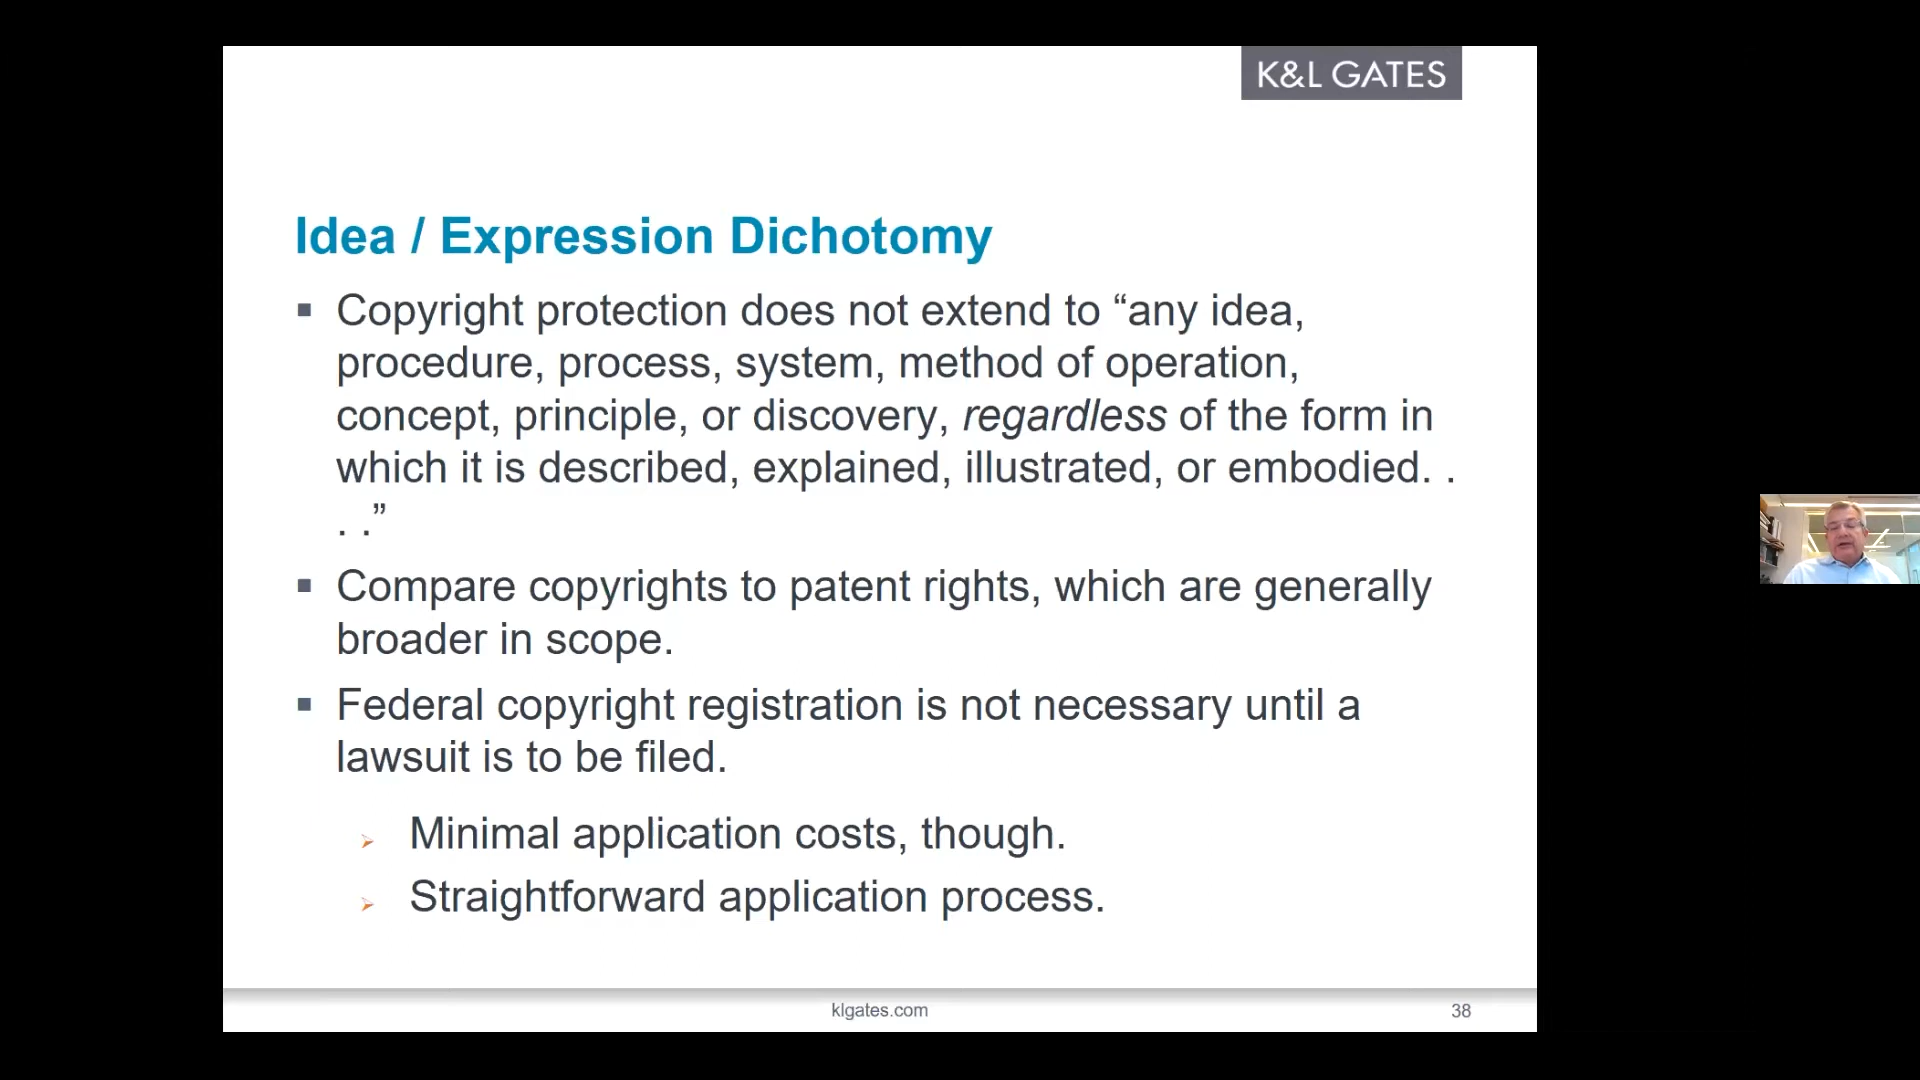 K&L GATES
Idea / Expression Dichotomy
Copyright protection does not extend to “any idea,
procedure, process, system, method of operation,
concept, principle, or discovery, regardless of the form in
which it is described, explained, illustrated, or embodied. .
. .”
Compare copyrights to patent rights, which are generally
broader in scope.
Federal copyright registration is not necessary until a
lawsuit is to be filed.
Minimal application costs, though.
Straightforward application process.
klgates.com
38